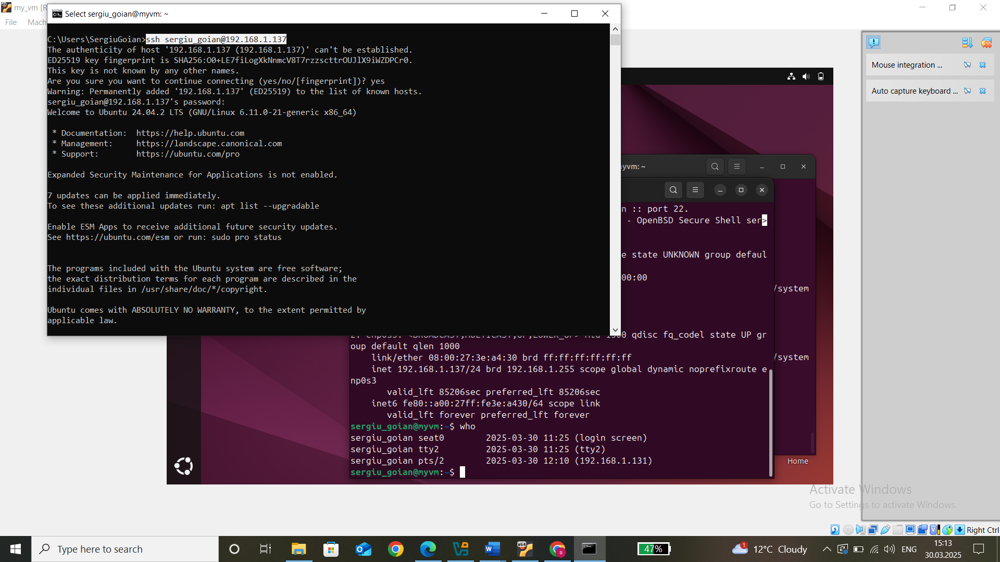 my_vm [R
File Mach
Select sergiu_goian@myvm: ~
C:\Users\SergiuGoian>ssh sergiu_goian@192.168.1.137
The authenticity of host '192.168.1.137 (192.168.1.137)' can't be established.
ED25519 key fingerprint is SHA256:O0+LE7fiLogXkNnmcV8T7rzzscttrOUJlX9iWZDPCr0.
This key is not known by any other names.
Are you sure you want to continue connecting (yes/no/[fingerprint])? yes
Warning: Permanently added '192.168.1.137' (ED25519) to the list of known hosts.
sergiu_goian@192.168.1.137's password:
Welcome to Ubuntu 24.04.2 LTS (GNU/Linux 6.11.0-21-generic x86_64)
* Documentation: https://help.ubuntu.com
* Management: https://landscape.canonical.com
* Support: https://ubuntu.com/pro
Expanded Security Maintenance for Applications is not enabled.
7 updates can be applied immediately.
To see these additional updates run: apt list --upgradable
Enable ESM Apps to receive additional future security updates.
See https://ubuntu.com/esm or run: sudo pro status
The programs included with the Ubuntu system are free software;
the exact distribution terms for each program are described in the
individual files in /usr/share/doc/*/copyright.
Ubuntu comes with ABSOLUTELY NO WARRANTY, to the extent permitted by
applicable law.
Mouse integration ...
Auto capture keyboard ...
yvm: ~
n :: port 22.
- OpenBSD Secure Shell ser>
e state UNKNOWN group defaul
00:00
/system
/system
2: enp0s3: <BROADCAST,MULTICAST,UP,LOWER_UP> mtu 1500 qdisc fq_codel state UP gr
oup default qlen 1000
link/ether 08:00:27:3e:a4:30 brd ff:ff:ff:ff:ff:ff
inet 192.168.1.137/24 brd 192.168.1.255 scope global dynamic noprefixroute e
np0s3
valid_lft 85206sec preferred_lft 85206sec
inet6 fe80::a00:27ff:fe3e:a430/64 scope link
valid_lft forever preferred_lft forever
sergiu_goian@myvm:~$ who
sergiu_goian seat0 2025-03-30 11:25 (login screen)
sergiu_goian tty2 2025-03-30 11:25 (tty2)
sergiu_goian pts/2 2025-03-30 12:10 (192.168.1.131)
sergiu_goian@myvm:~$
Home
Activate Windows
Go to Settings to activate Windows.
Right Ctrl
Type here to search
x64
47%
1
12°C Cloudy
ENG
15:13
30.03.2025